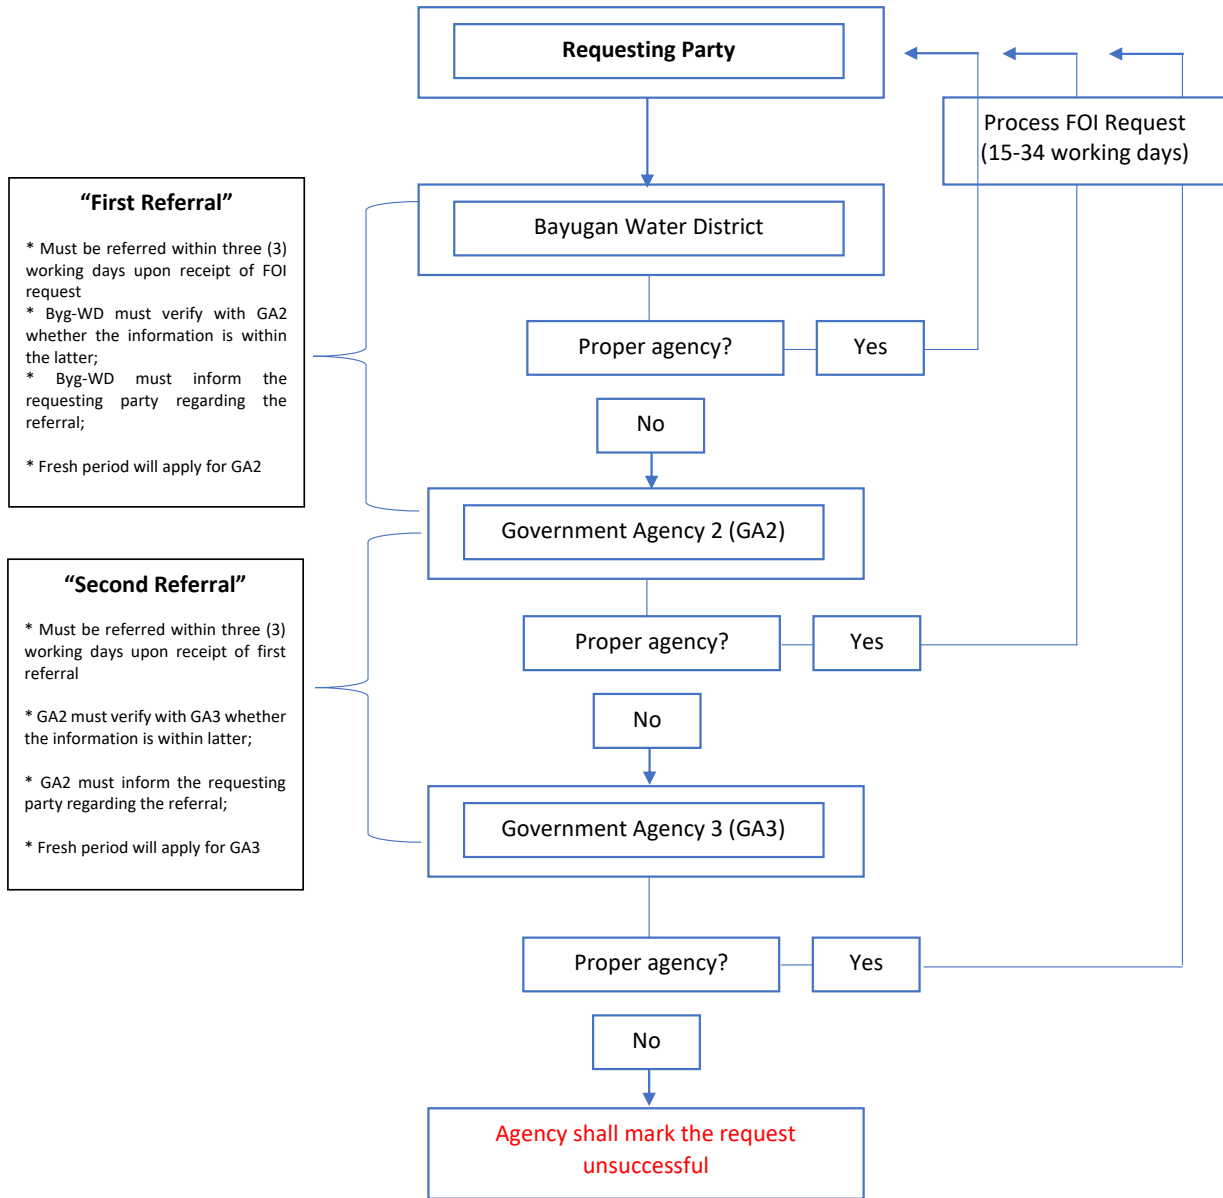 Requesting Party
Process FOI Request
(15-34 working days)
“First Referral”
* Must be referred within three (3)
working days upon receipt of FOI
request
* Byg-WD must verify with GA2
whether the information is within
the latter;
* Byg-WD must inform the
requesting party regarding the
referral;
* Fresh period will apply for GA2
Bayugan Water District
Proper agency?
Yes
No
Government Agency 2 (GA2)
“Second Referral”
* Must be referred within three (3)
working days upon receipt of first
referral
* GA2 must verify with GA3 whether
the information is within latter;
* GA2 must inform the requesting
party regarding the referral;
* Fresh period will apply for GA3
Proper agency?
Yes
No
Government Agency 3 (GA3)
Proper agency?
Yes
No
Agency shall mark the request
unsuccessful